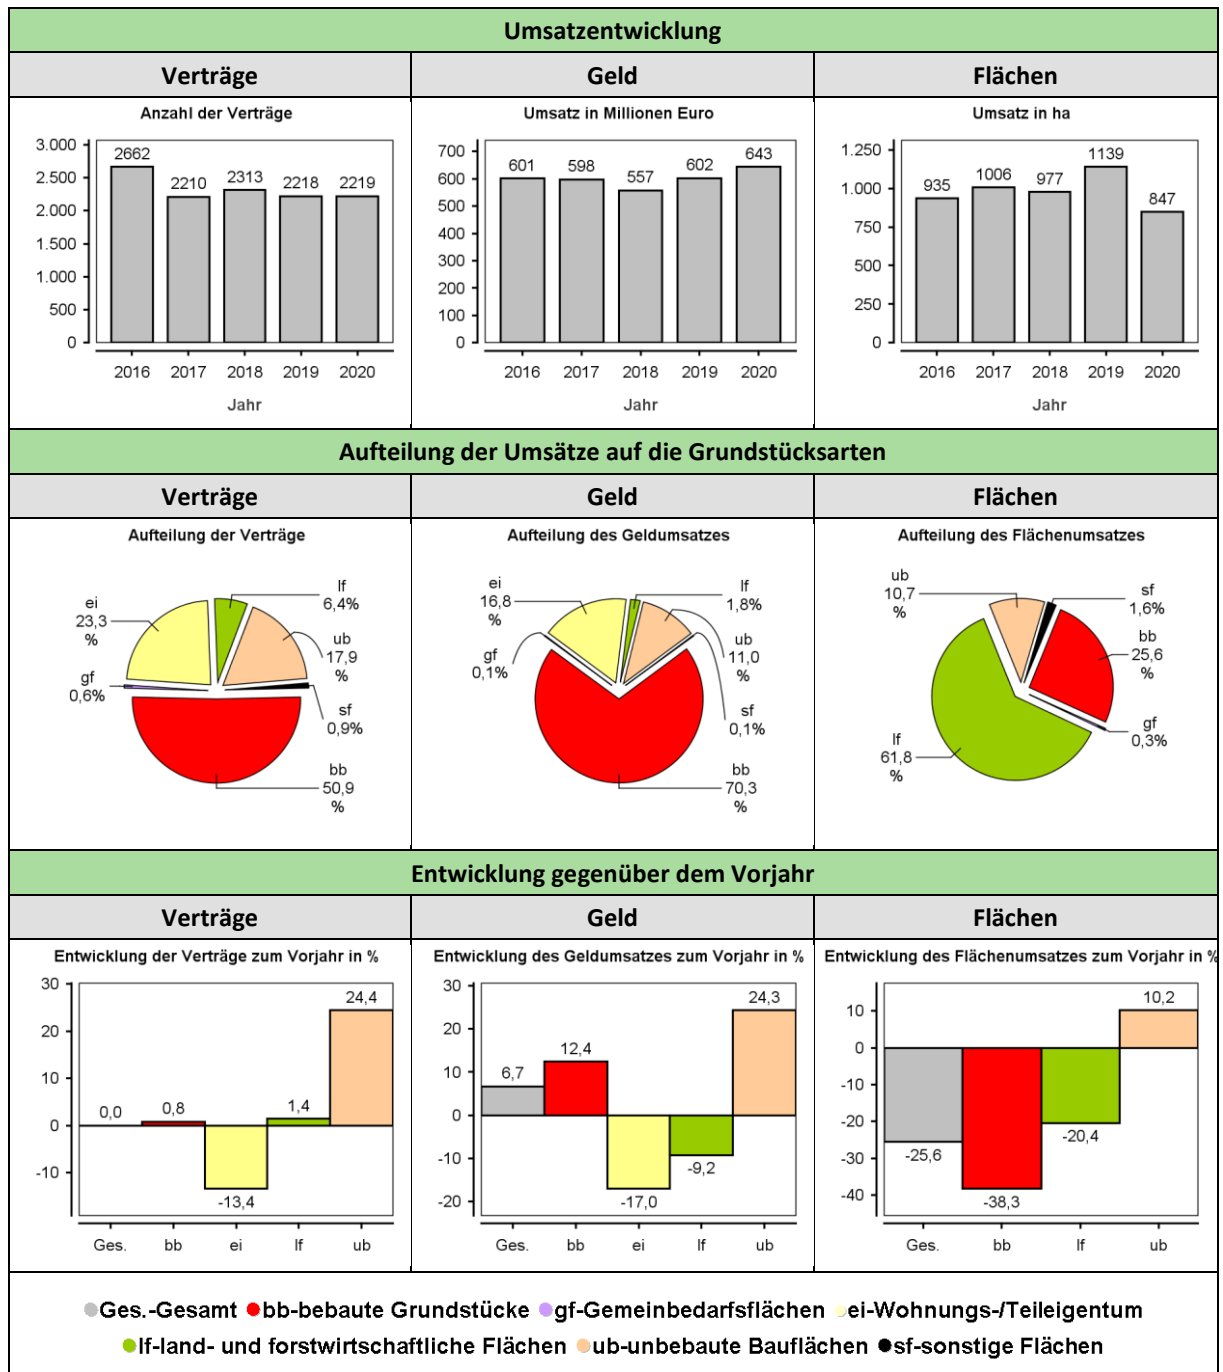 Umsatzentwicklung
Verträge
Geld
Flächen
Anzahl der Verträge
3.000
2.500
2.000
1.500
1.000
500
0
2662
2210
2313
2218
2219
2016 2017 2018 2019 2020
Jahr
Umsatz in Millionen Euro
700
600
500
400
300
200
100
0
601
598
557
602
643
2016 2017 2018 2019 2020
Jahr
Umsatz in ha
1.250
1.000
750
500
250
0
935
1006
977
1139
847
2016 2017 2018 2019 2020
Jahr
Aufteilung der Umsätze auf die Grundstücksarten
Verträge
Geld
Flächen
Aufteilung der Verträge
lf
6,4%
ei
23,3
%
ub
17,9
%
gf
0,6%
sf
0,9%
bb
50,9
%
Aufteilung des Geldumsatzes
ei
16,8
%
lf
1,8%
ub
11,0
%
gf
0,1%
sf
0,1%
bb
70,3
%
Aufteilung des Flächenumsatzes
ub
10,7
%
sf
1,6%
bb
25,6
%
gf
0,3%
lf
61,8
%
Entwicklung gegenüber dem Vorjahr
Verträge
Geld
Flächen
Entwicklung der Verträge zum Vorjahr in %
30
20
10
0
-10
0,0
0,8
-13,4
1,4
24,4
Ges. bb ei lf ub
Entwicklung des Geldumsatzes zum Vorjahr in %
30
20
10
0
-10
-20
6,7
12,4
-17,0
-9,2
24,3
Ges. bb ei lf ub
Entwicklung des Flächenumsatzes zum Vorjahr in %
10
0
-10
-20
-30
-40
-25,6
-38,3
-20,4
10,2
Ges. bb lf ub
Ges.-Gesamt bb-bebaute Grundstücke gf-Gemeinbedarfsflächen ei-Wohnungs-/Teileigentum
lf-land- und forstwirtschaftliche Flächen ub-unbebaute Bauflächen sf-sonstige Flächen